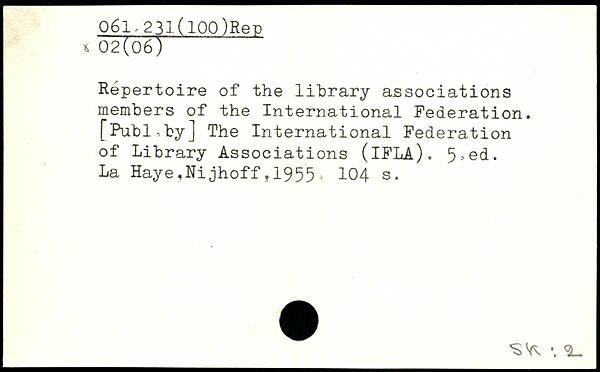 061.231(100)Rep
x 02(06)
Répertoire of the library associations
members of the International Federation.
[Publ.by] The International Federation
of Library Associations (IFLA). 5.ed.
La Haye,Nijhoff,1955. 104 s.
SK : 2